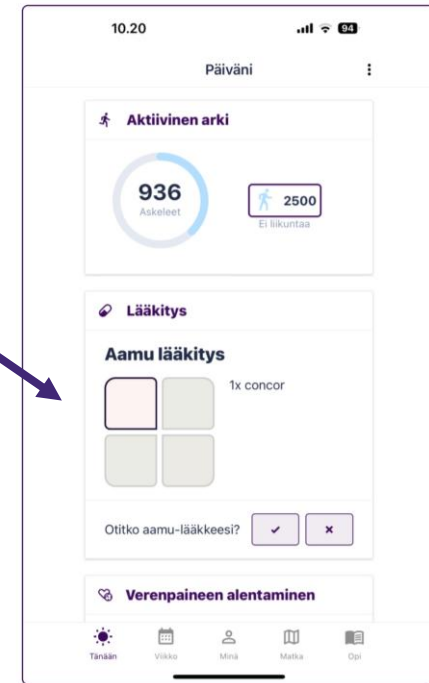 10.20
94
Päiväni
Aktiivinen arki
936
Askeleet
2500
Ei liikuntaa
Lääkitys
Aamu lääkitys
1x concor
Otitko aamu-lääkkeesi?
Verenpaineen alentaminen
Tänään Viikko Minä Matka Opi